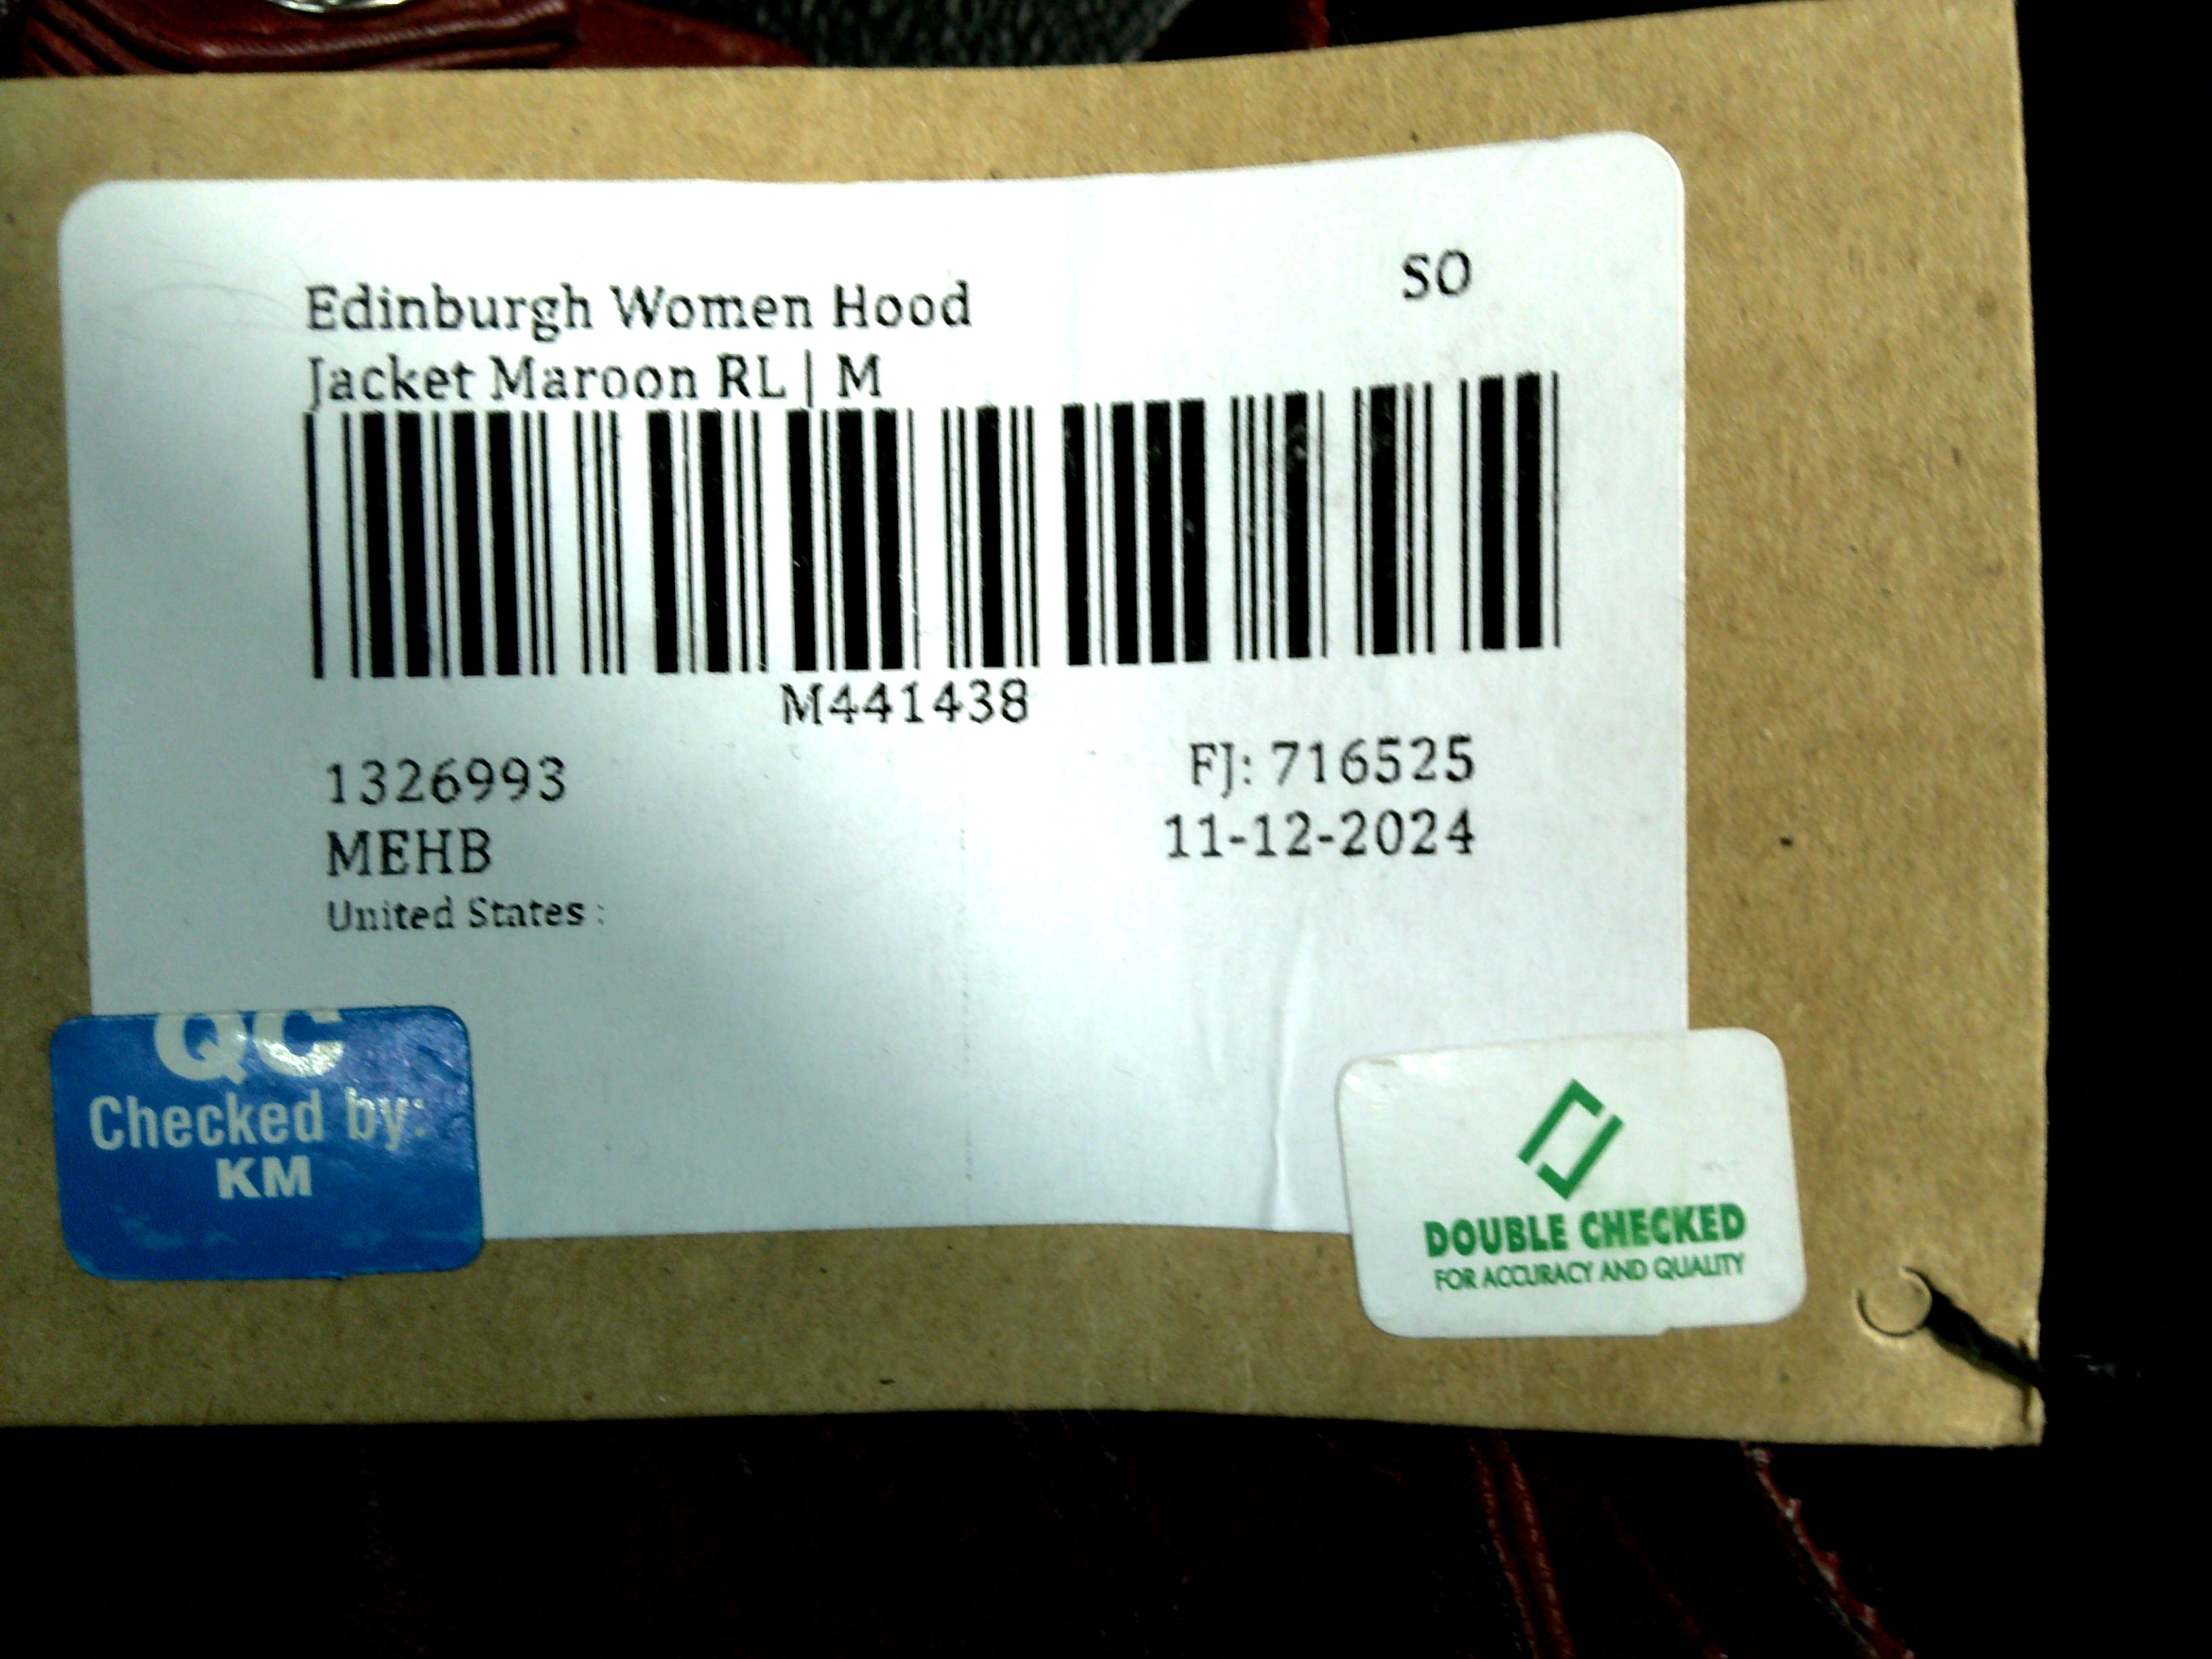 SO
Edinburgh Women Hood
Jacket Maroon RL | M
M441438
1326993
FJ: 716525
MEHB
11-12-2024
United States :
QC
Checked by:
KM
DOUBLE CHECKED
FOR ACCURACY AND QUALITY